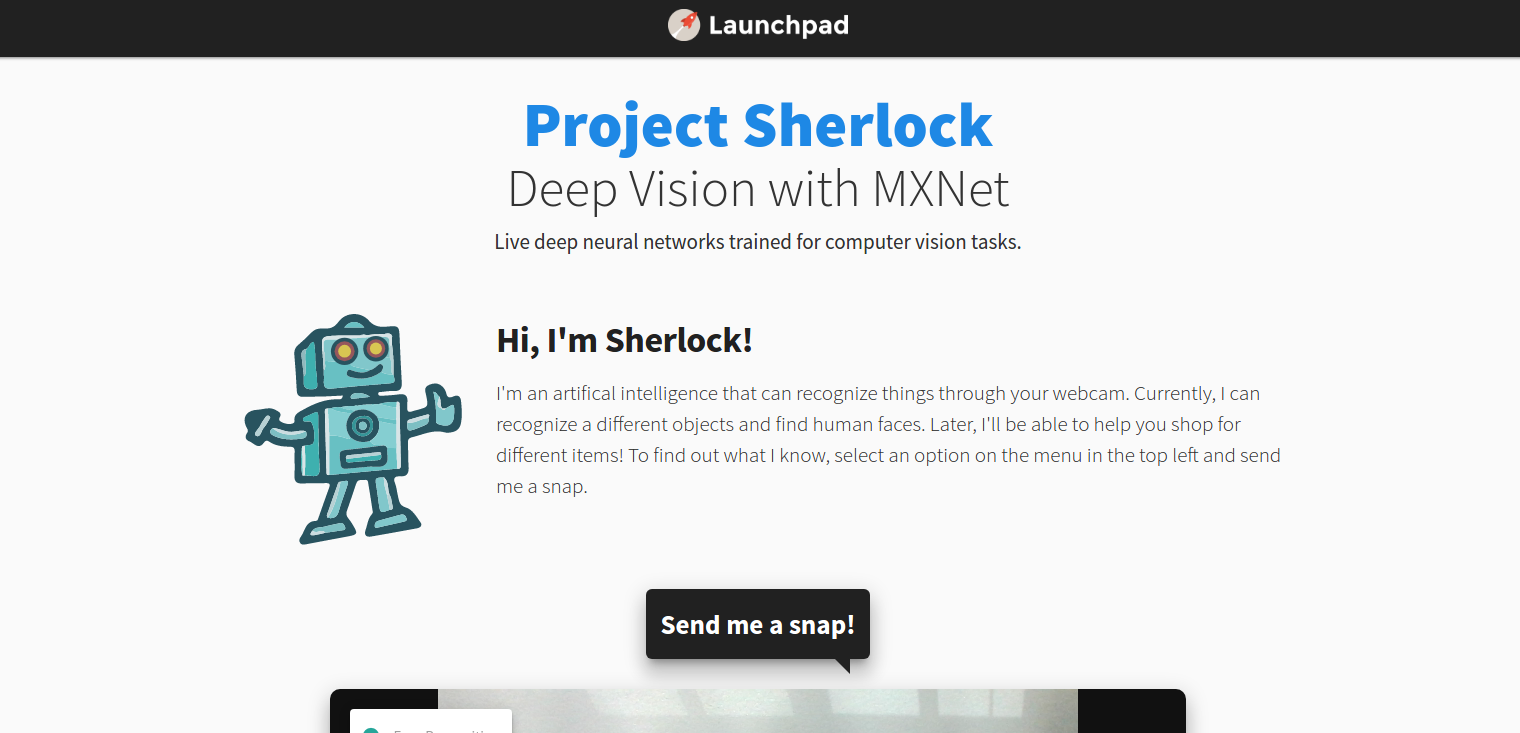 Launchpad
Project Sherlock
Deep Vision with MXNet
Live deep neural networks trained for computer vision tasks.
Hi, I'm Sherlock!
I'm an artifical intelligence that can recognize things through your webcam. Currently, I can
recognize a different objects and find human faces. Later, I'll be able to help you shop for
different items! To find out what I know, select an option on the menu in the top left and send
me a snap.
Send me a snap!